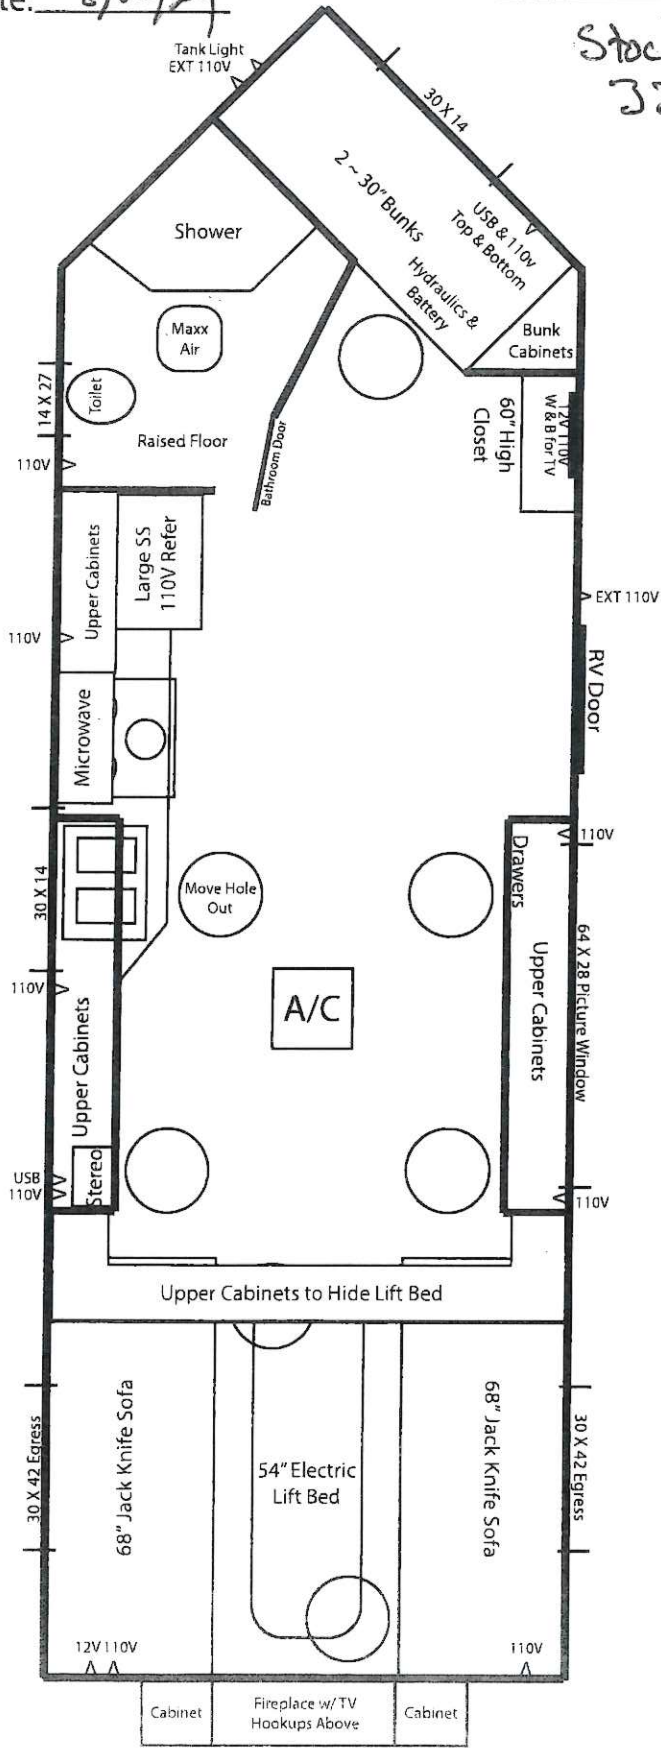 Tank Light
EXT 110V
30 X 14
2 ~ 30" Bunks
USB & 110v
Top & Bottom
Hydraulics &
Battery
Shower
Maxx
Air
Bunk
Cabinets
14 X 27
Toilet
Raised Floor
Bathroom Door
60" High
Closet
12V 110V
W & B for TV
110V
Upper Cabinets
Large SS
110V Refer
EXT 110V
110V
RV Door
Microwave
110V
30 X 14
Move Hole
Out
Drawers
Upper Cabinets
64 X 28 Picture Window
110V
A/C
Upper Cabinets
Stereo
USB
110V
110V
Upper Cabinets to Hide Lift Bed
30 X 42 Egress
68" Jack Knife Sofa
54" Electric
Lift Bed
68" Jack Knife Sofa
30 X 42 Egress
12V 110V
110V
Cabinet
Fireplace w/ TV
Hookups Above
Cabinet